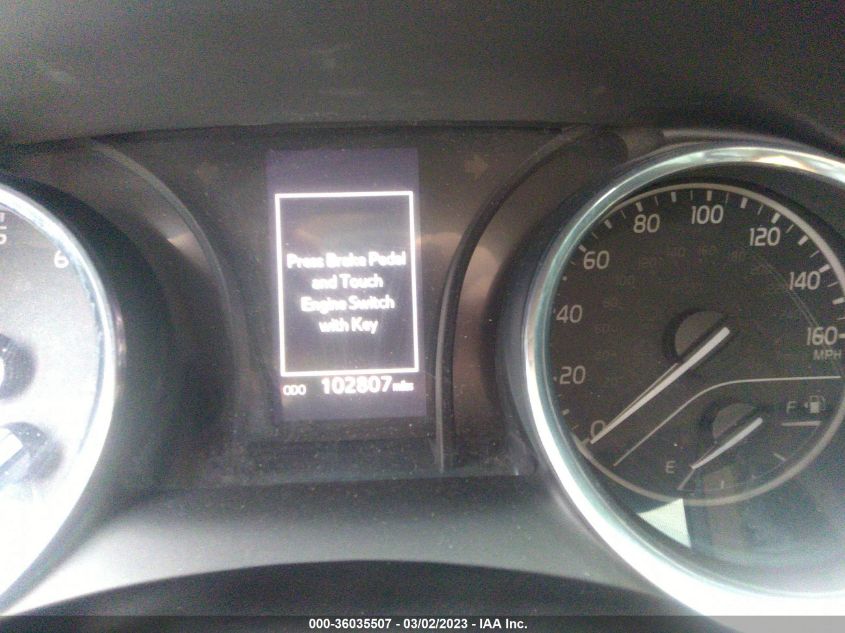 Press Brake Pedal
and Touch
Engine Switch
with Key
ODO 102807 miles
6
0
20
40
60
80
100
120
140
160
MPH
E
F
000-36035507 - 03/02/2023 - IAA Inc.